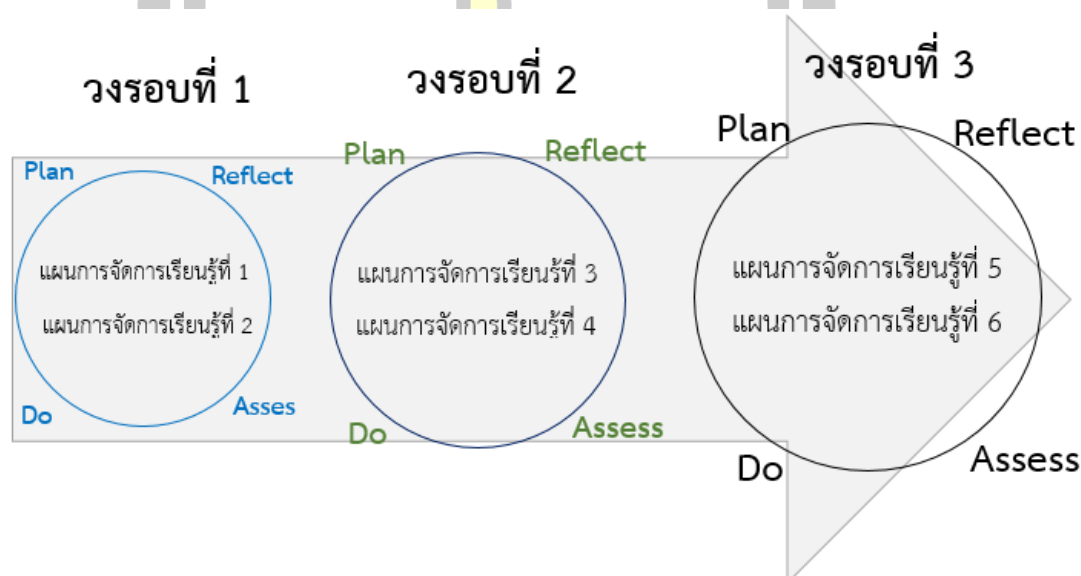 วงรอบที่ 1
Plan
Reflect
แผนการจัดการเรียนรู้ที่ 1
แผนการจัดการเรียนรู้ที่ 2
Do
Asses
วงรอบที่ 2
Plan
Reflect
แผนการจัดการเรียนรู้ที่ 3
แผนการจัดการเรียนรู้ที่ 4
Do
Assess
วงรอบที่ 3
Plan
Reflect
แผนการจัดการเรียนรู้ที่ 5
แผนการจัดการเรียนรู้ที่ 6
Do
Assess